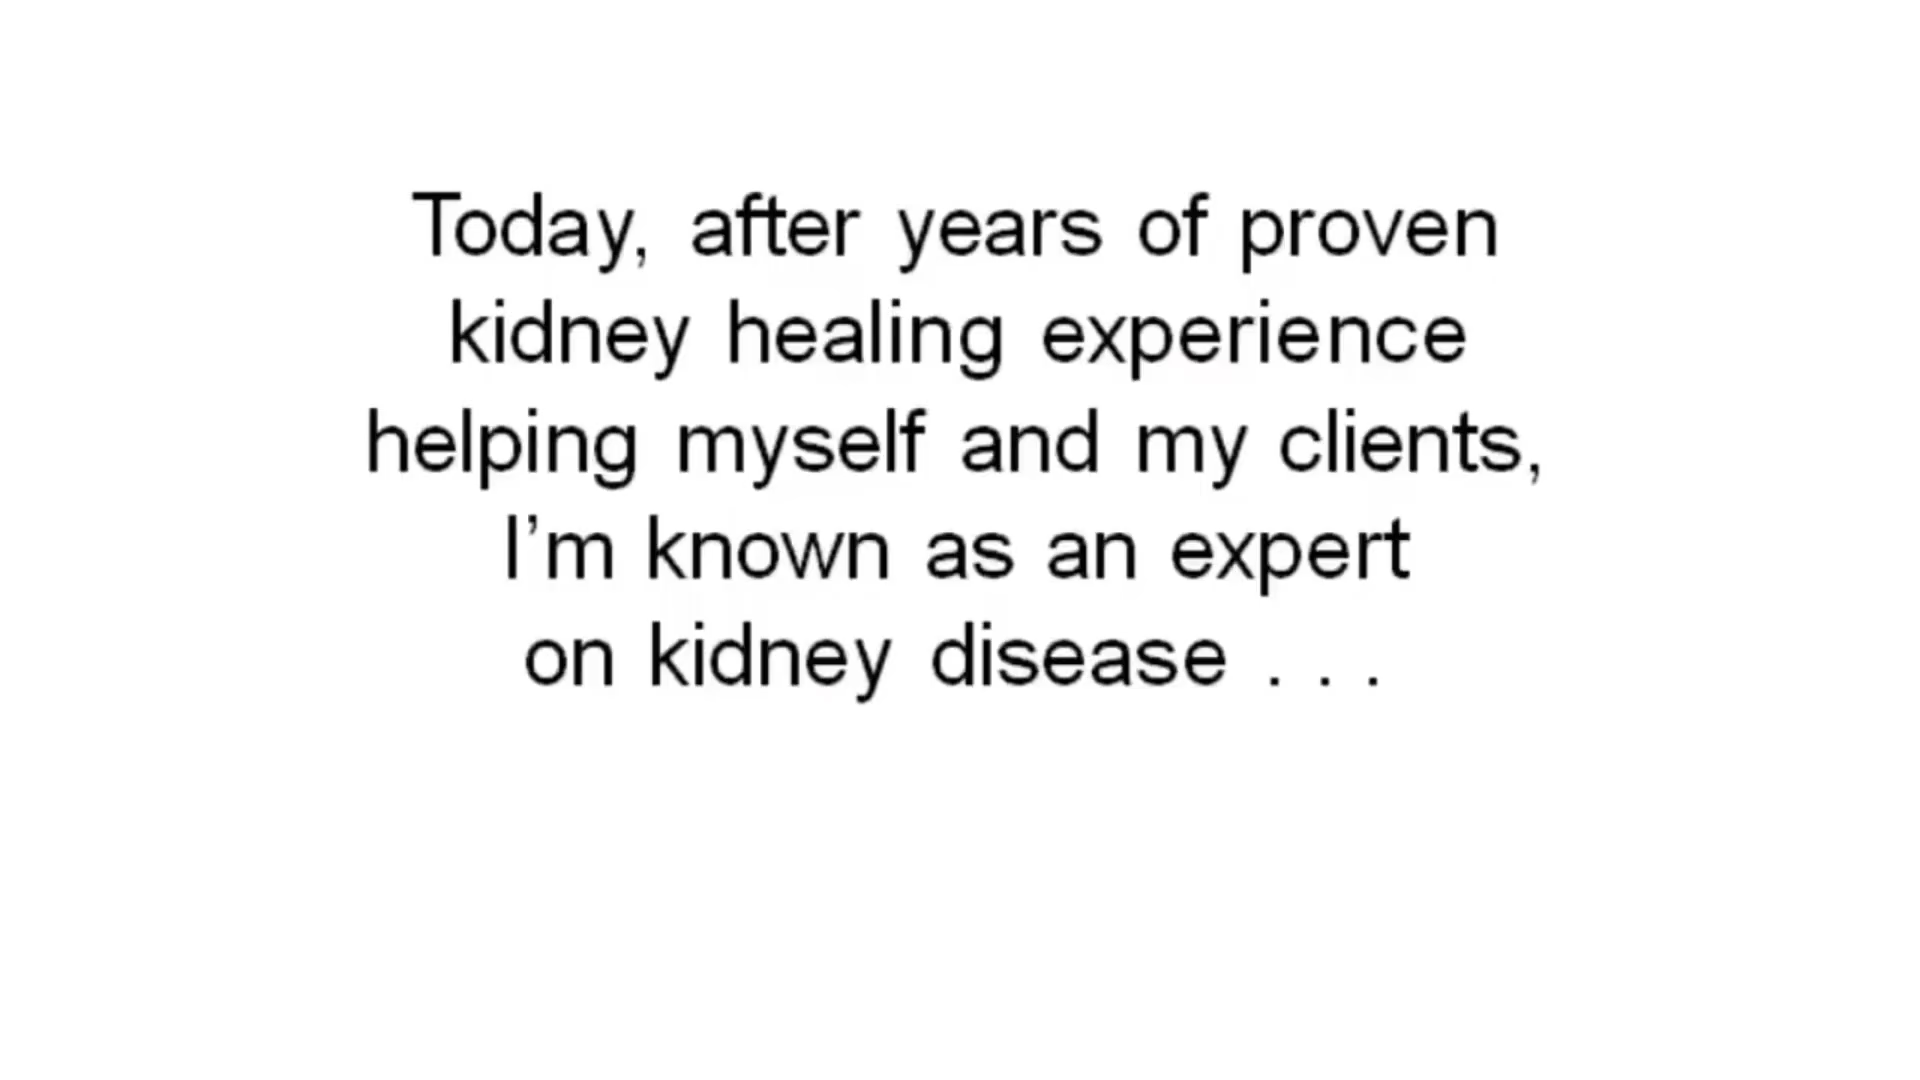 Today, after years of proven
kidney healing experience
helping myself and my clients,
I’m known as an expert
on kidney disease . . .